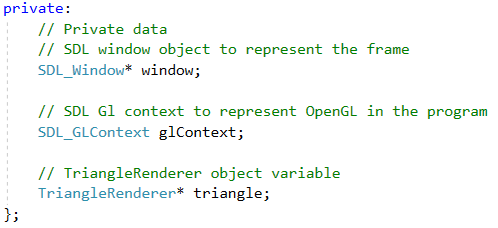 private:
// Private data
// SDL window object to represent the frame
SDL_Window* window;
// SDL Gl context to represent OpenGL in the program
SDL_GLContext glContext;
// TriangleRenderer object variable
TriangleRenderer* triangle;
};